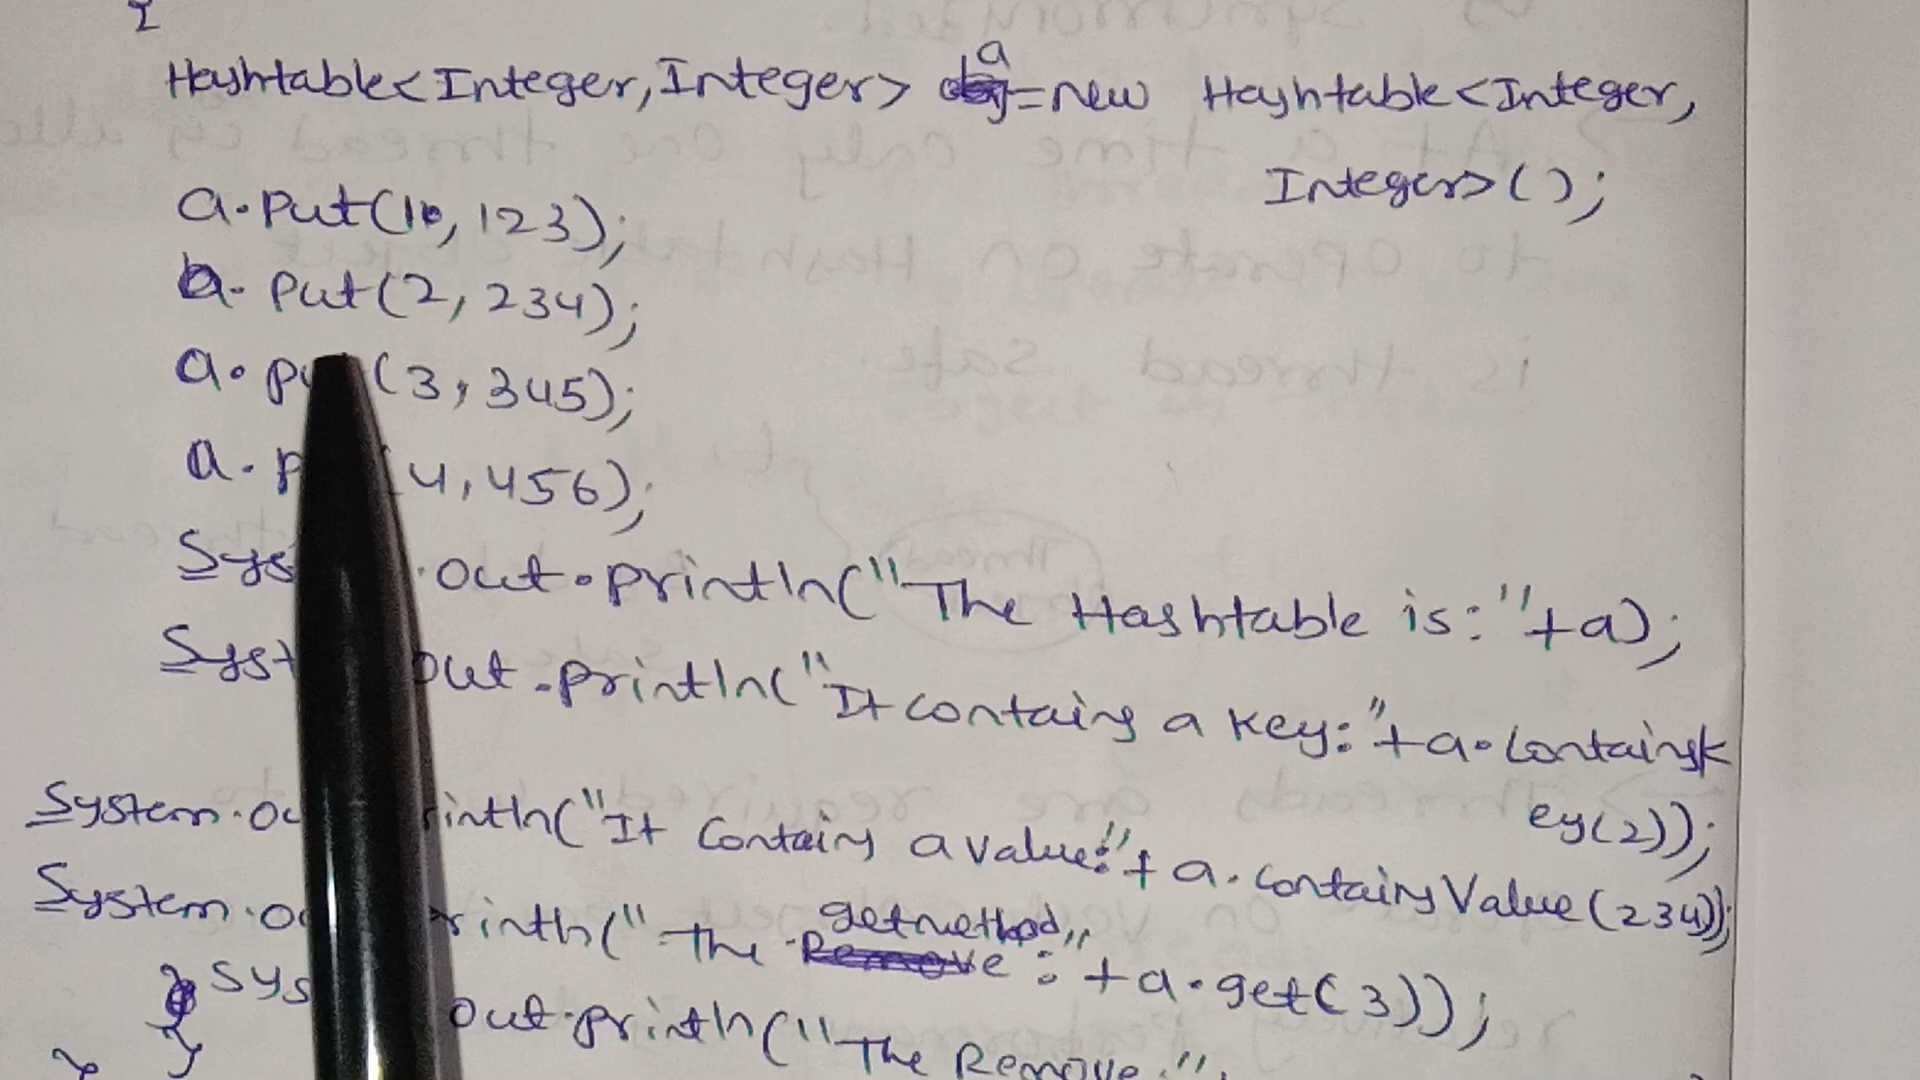 Hashtable<Integer,Integer> a=new Hashtable<Integer,
Integer>();
a.put(10,123);
a.put(2,234);
a.pu(3,345);
a.p(4,456);
Sys.out.println("The Hashtable is:"+a);
Syst out.println("It contains a key:"+a.containsk
ey(2));
System.ou rintln("It contains a value:"+a.containsValue(234));
System.ou rintln("The getmethod":"+a.get(3));
} Sys out.println("The Remove:"
}